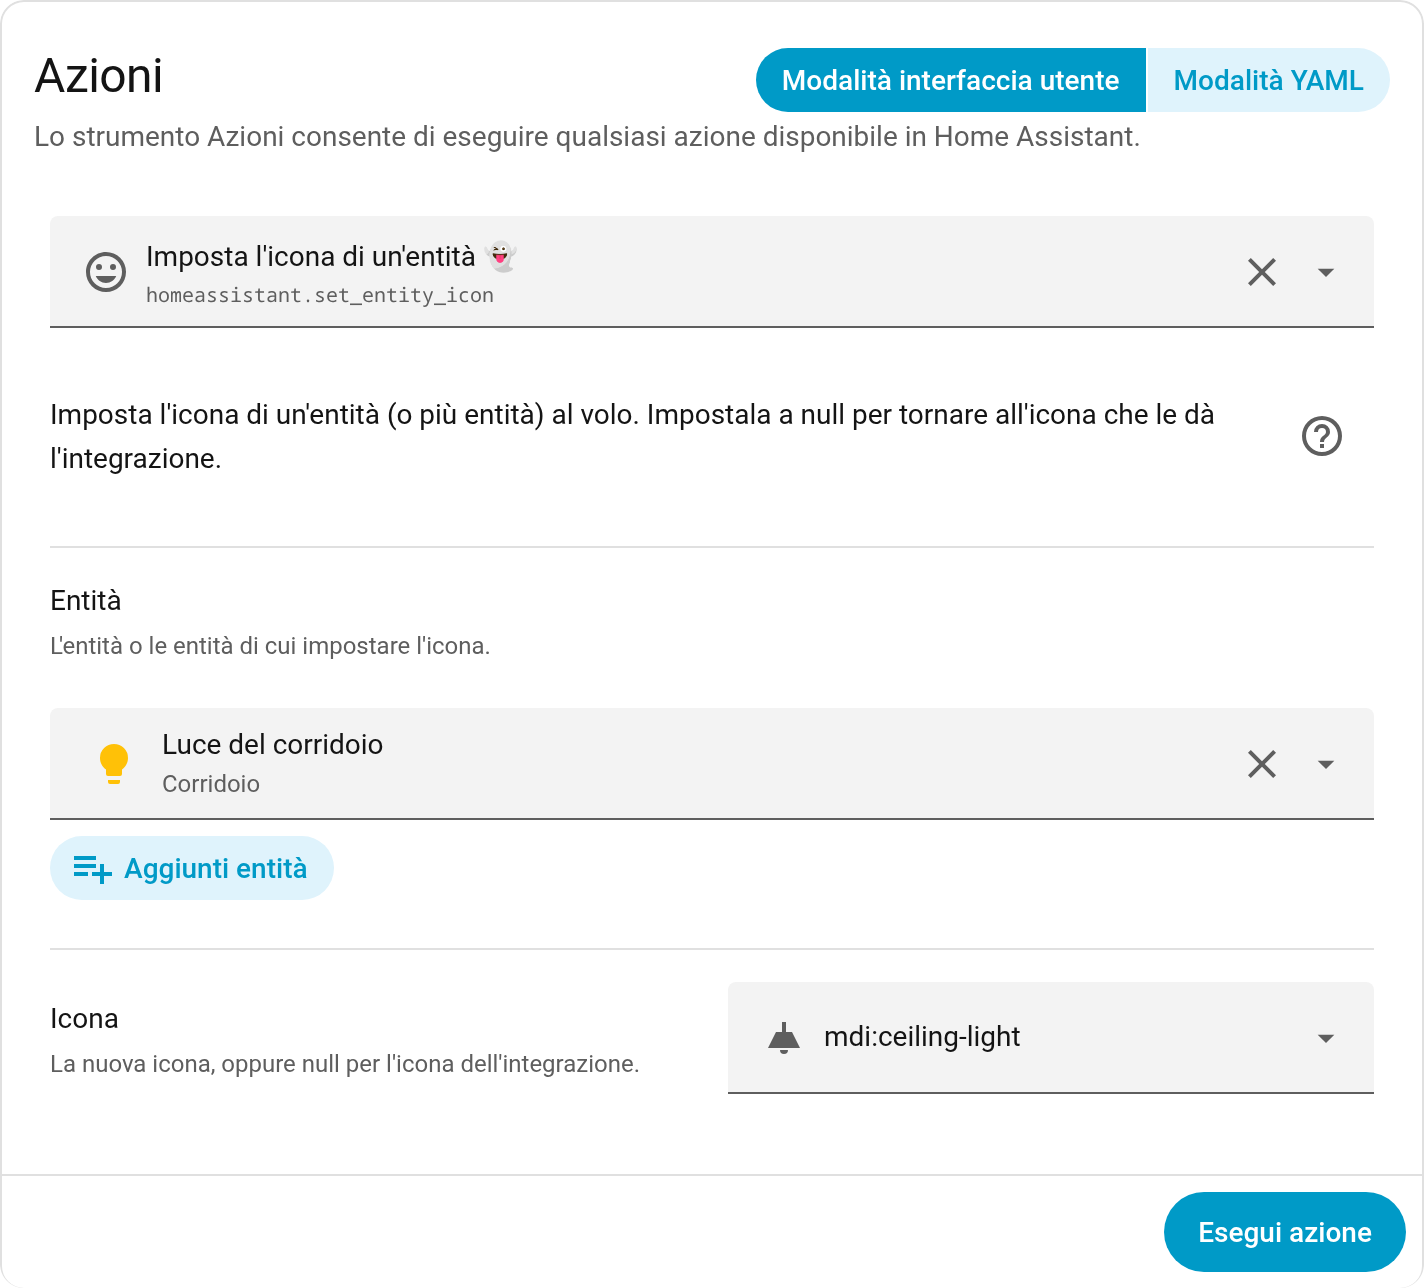 Azioni
Modalità interfaccia utente
Modalità YAML
Lo strumento Azioni consente di eseguire qualsiasi azione disponibile in Home Assistant.
Imposta l'icona di un'entità 👻
homeassistant.set_entity_icon
Imposta l'icona di un'entità (o più entità) al volo. Impostala a null per tornare all'icona che le dà
l'integrazione.
Entità
L'entità o le entità di cui impostare l'icona.
Luce del corridoio
Corridoio
Aggiunti entità
Icona
La nuova icona, oppure null per l'icona dell'integrazione.
mdi:ceiling-light
Esegui azione